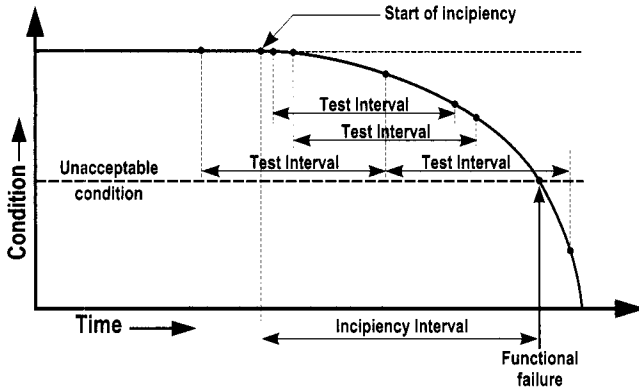 Start of incipiency
Test Interval
Test Interval
Test Interval
Test Interval
Unacceptable
condition
Condition
Time
Incipiency Interval
Functional
failure